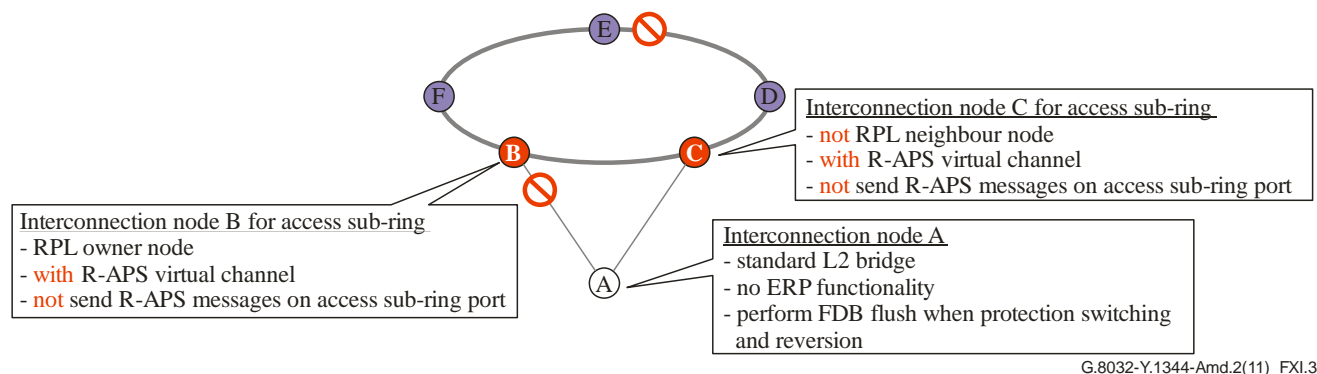 E
F
D
B
C
Interconnection node C for access sub-ring
- not RPL neighbour node
- with R-APS virtual channel
- not send R-APS messages on access sub-ring port
Interconnection node B for access sub-ring
- RPL owner node
- with R-APS virtual channel
- not send R-APS messages on access sub-ring port
A
Interconnection node A
- standard L2 bridge
- no ERP functionality
- perform FDB flush when protection switching
and reversion
G.8032-Y.1344-Amd.2(11)_FXI.3